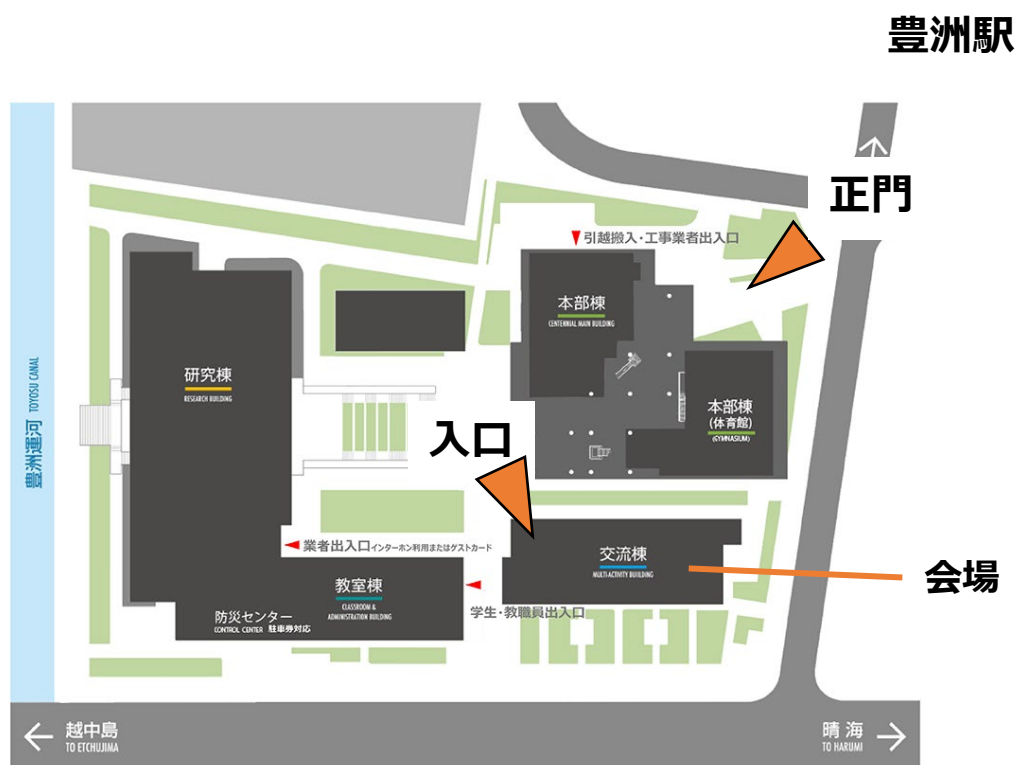 豊洲駅
正門
引越搬入・工事業者出入口
本部棟
CENTENNIAL MAIN BUILDING
研究棟
RESEARCH BUILDING
本部棟
(体育館)
(GYMNASIUM)
豊洲運河 TOYOSU CANAL
入口
業者出入口インターホン利用またはゲストカード
交流棟
MULTI-ACTIVITY BUILDING
会場
教室棟
CLASSROOM &
ADMINISTRATION BUILDING
学生・教職員出入口
防災センター
CONTROL CENTER 駐車券対応
越中島
TO ETCHUJIMA
晴海
TO HARUMI